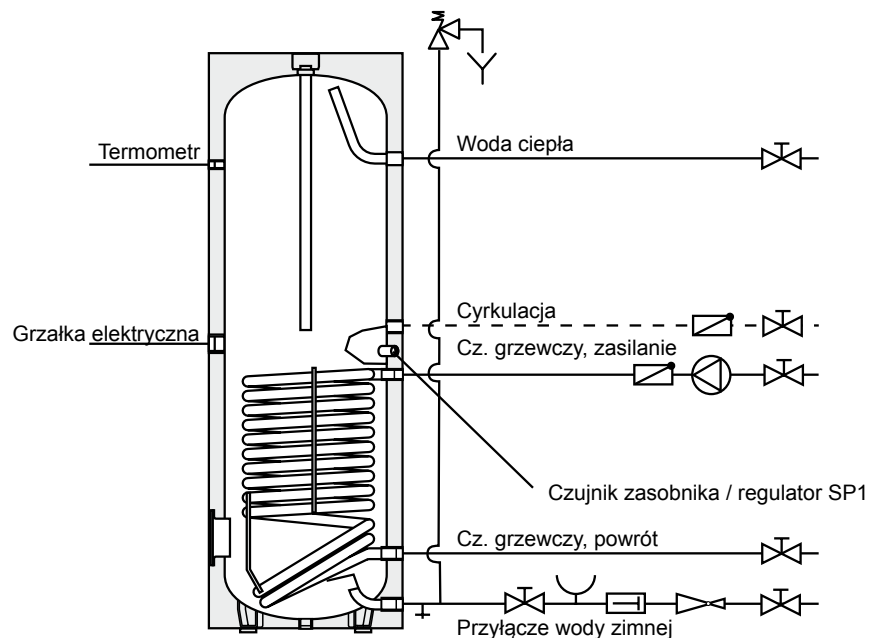 Termometr
Woda ciepła
Cyrkulacja
Grzałka elektryczna
Cz. grzewczy, zasilanie
Czujnik zasobnika / regulator SP1
Cz. grzewczy, powrót
Przyłącze wody zimnej